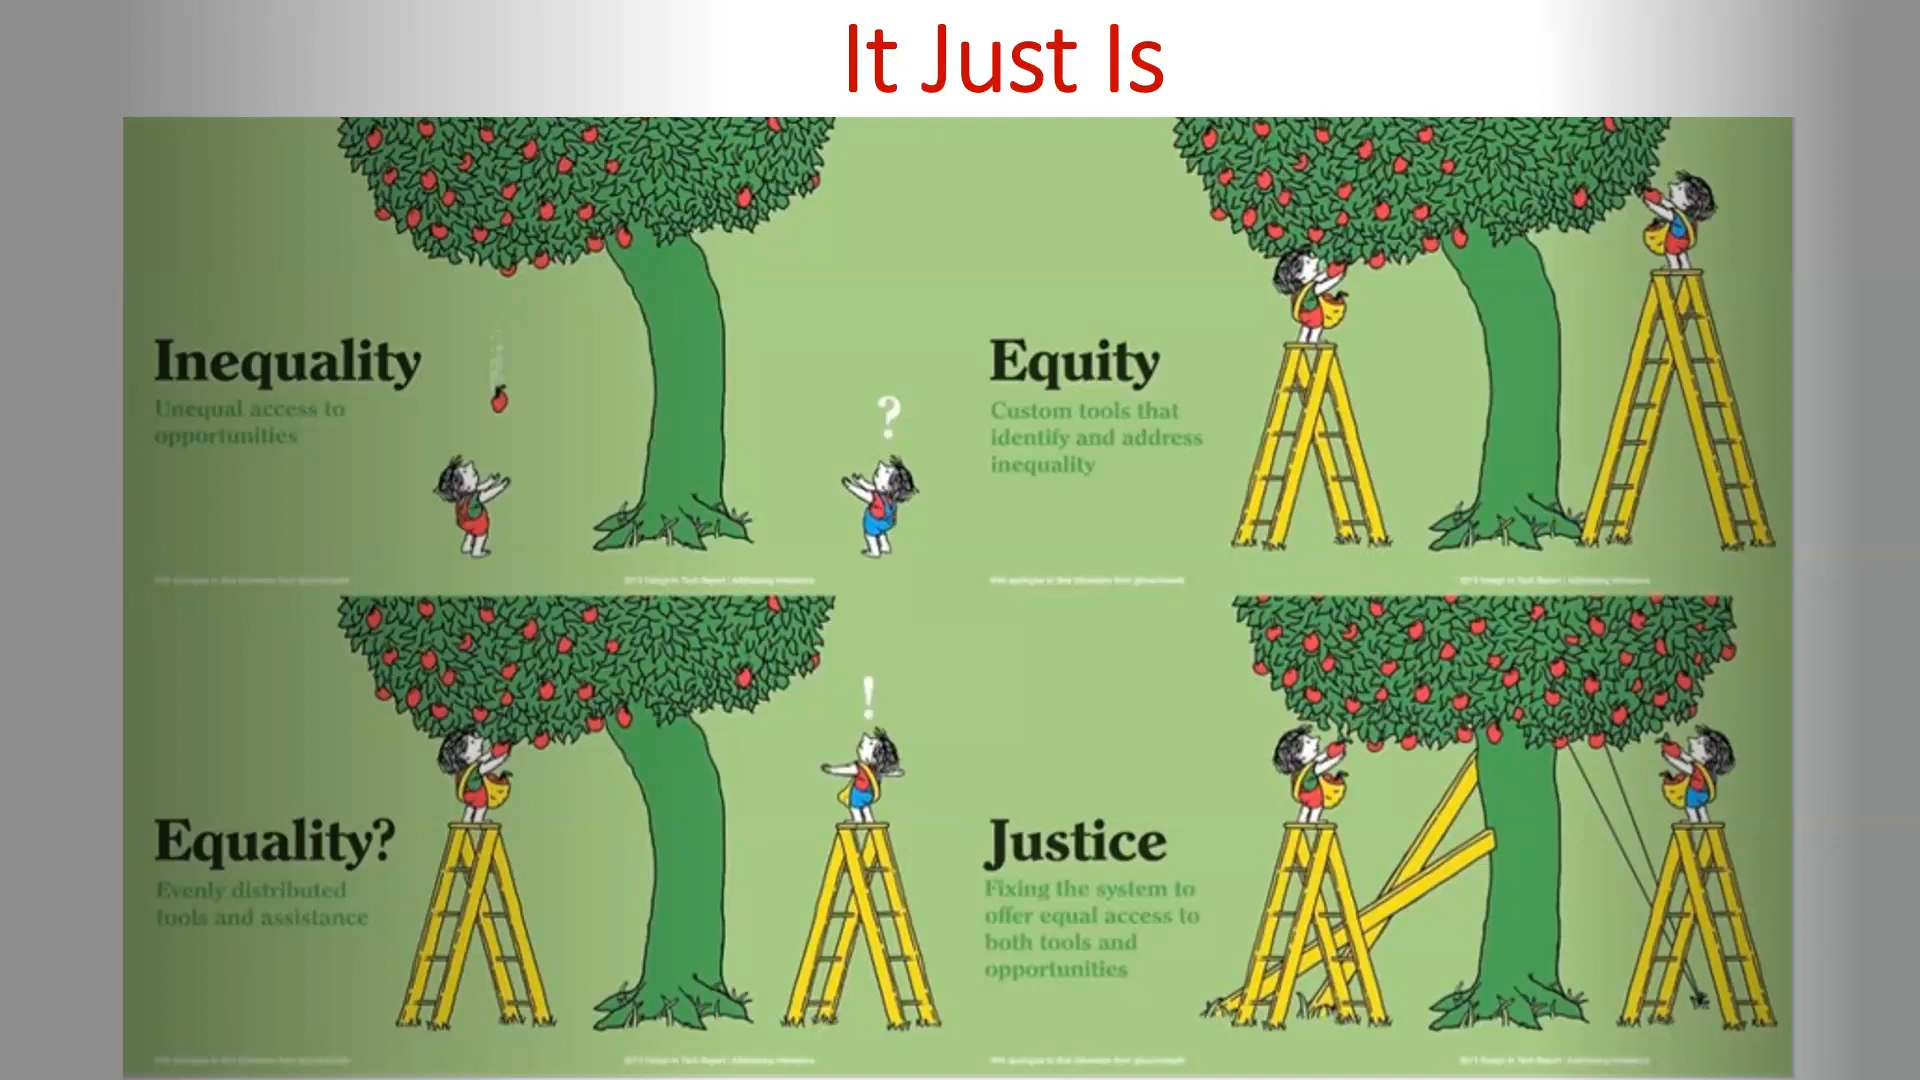 It Just Is
Inequality
Unequal access to
opportunities
?
Equity
Custom tools that
identify and address
inequality
Equality?
Evenly distributed
tools and assistance
!
Justice
Fixing the system to
offer equal access to
both tools and
opportunities